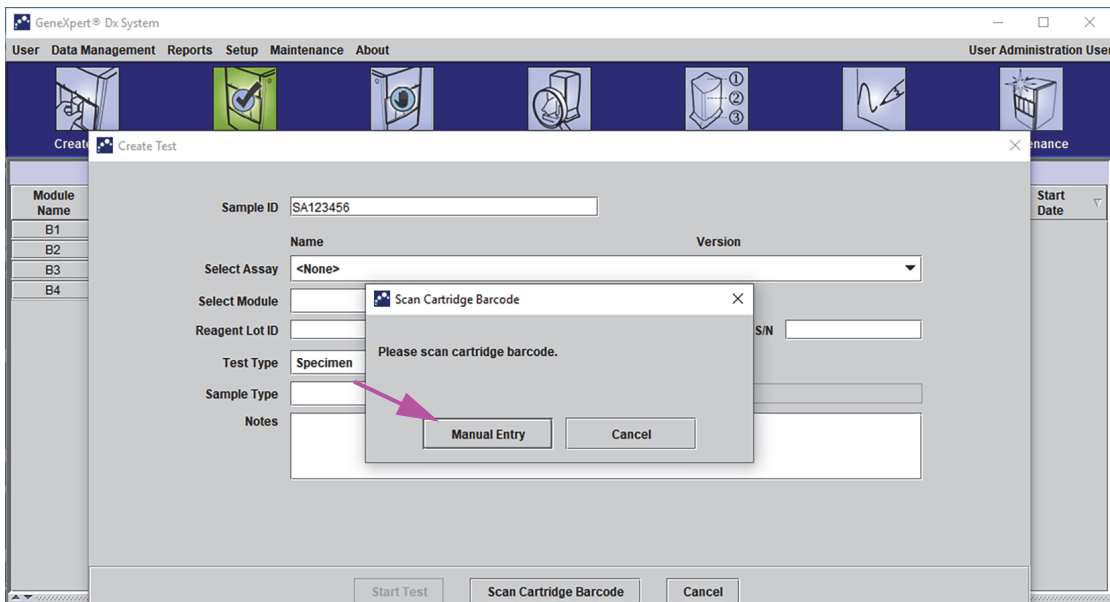 GeneXpert® Dx System
User Data Management Reports Setup Maintenance About User Administration User
①
②
③
Create Test
Module
Name
Start
Date
B1
B2
B3
B4
Sample ID SA123456
Name Version
Select Assay <None>
Select Module
Reagent Lot ID S/N
Test Type Specimen
Sample Type
Notes
Scan Cartridge Barcode
Please scan cartridge barcode.
Manual Entry Cancel
Start Test Scan Cartridge Barcode Cancel